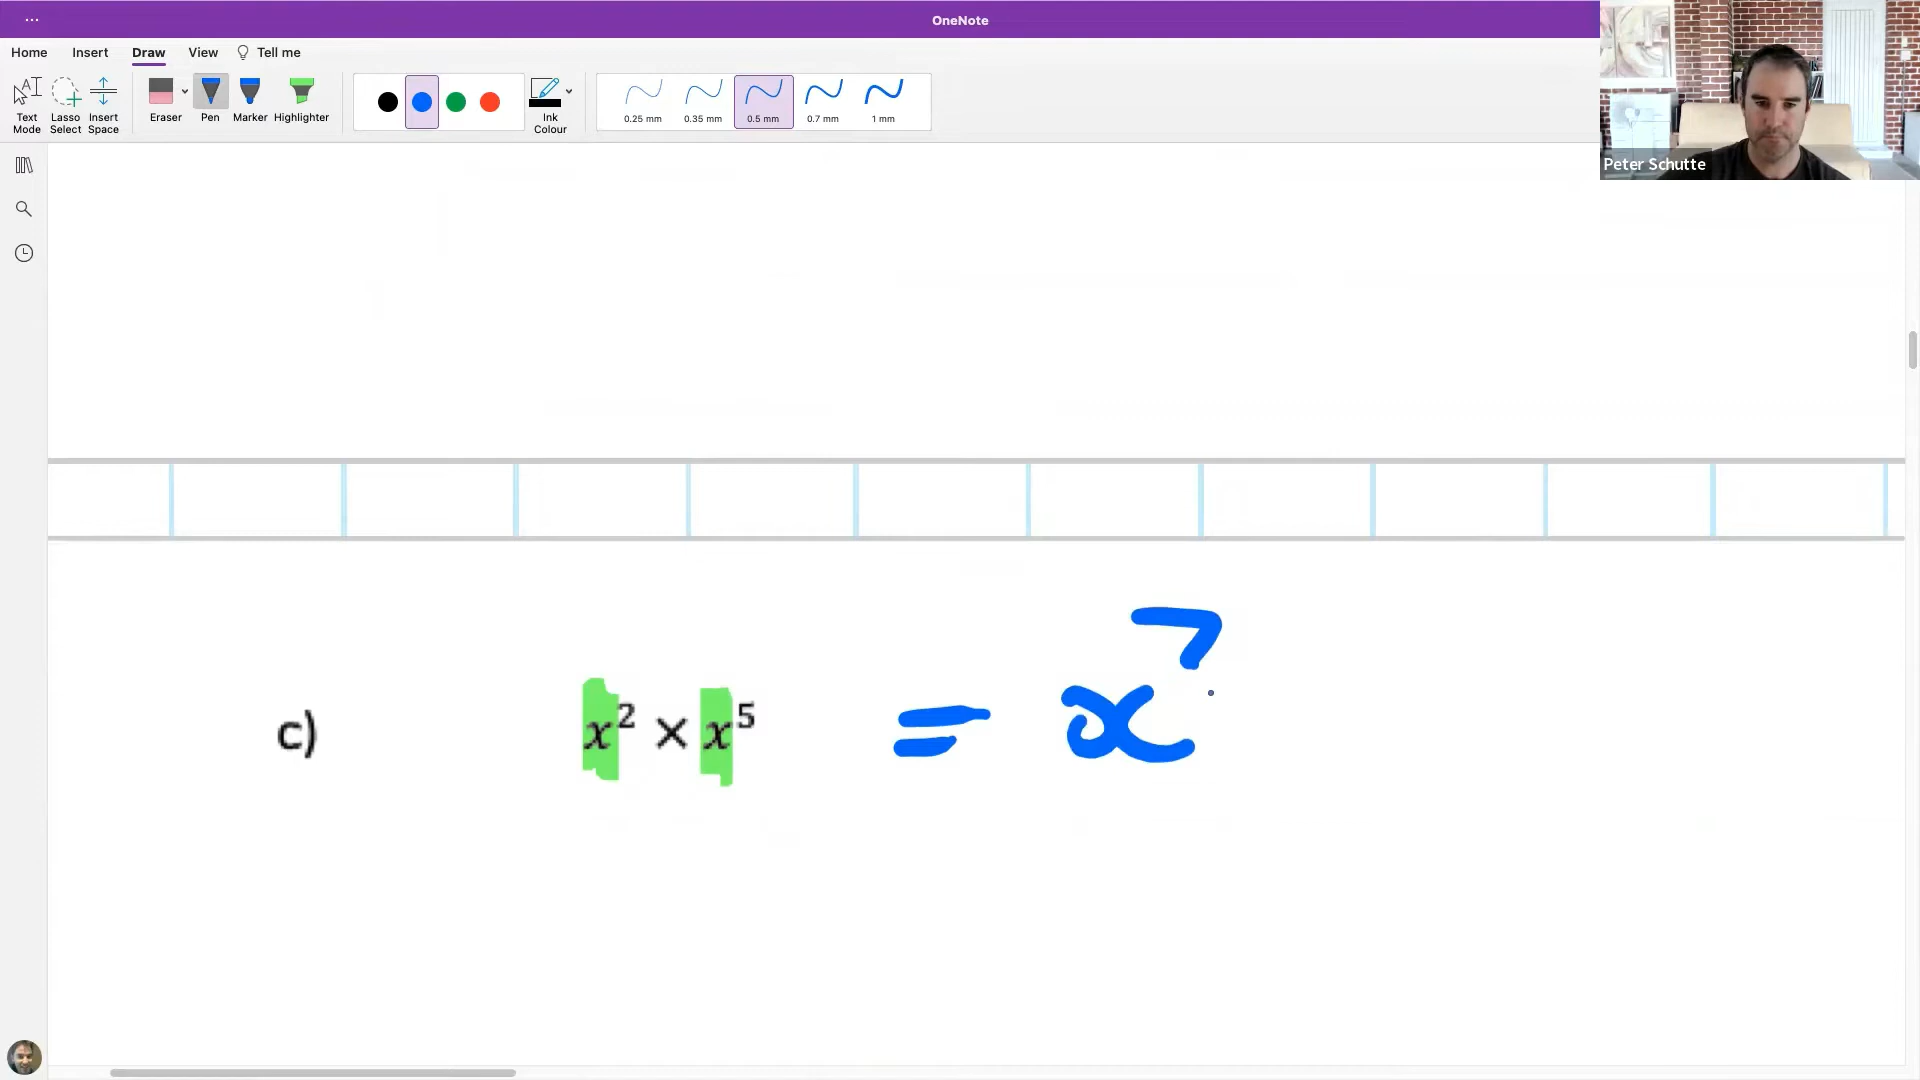 OneNote
Home Insert Draw View Tell me
Text Mode Lasso Select Insert Space Eraser Pen Marker Highlighter Ink Colour 0.25 mm 0.35 mm 0.5 mm 0.7 mm 1 mm
Peter Schutte
c) x² × x⁵ = x⁷